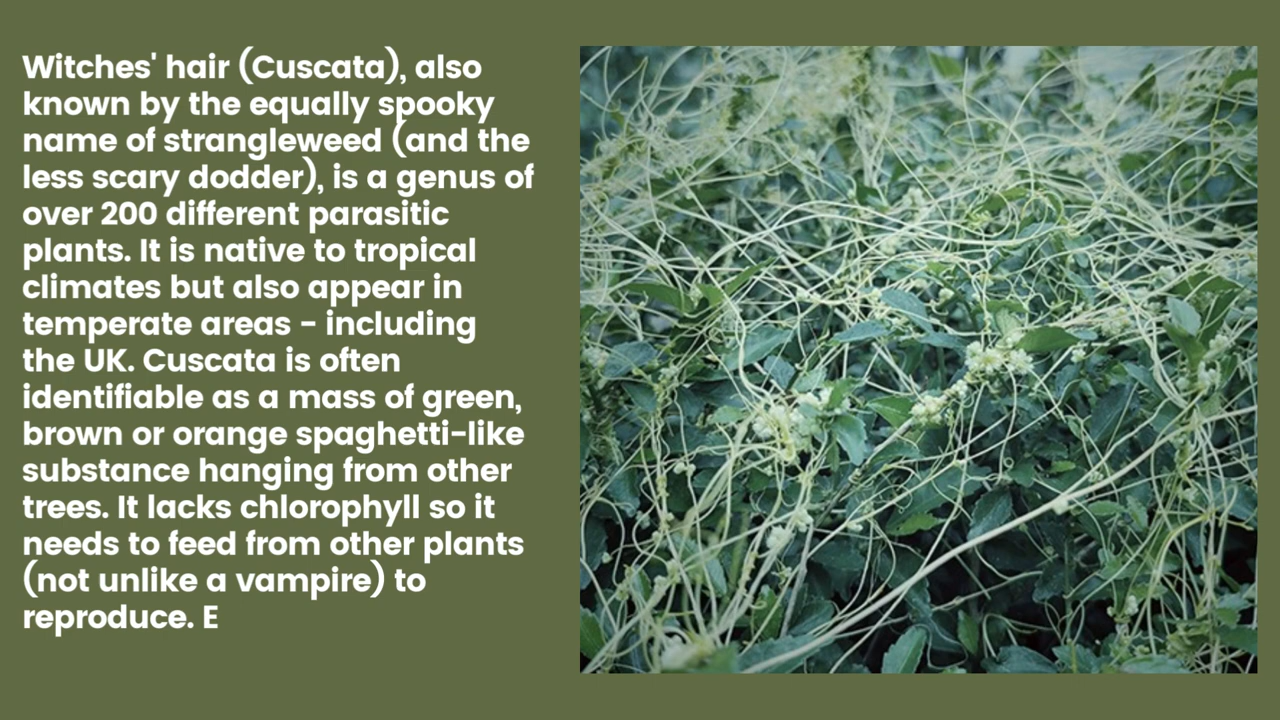 Witches' hair (Cuscata), also
known by the equally spooky
name of strangleweed (and the
less scary dodder), is a genus of
over 200 different parasitic
plants. It is native to tropical
climates but also appear in
temperate areas - including
the UK. Cuscata is often
identifiable as a mass of green,
brown or orange spaghetti-like
substance hanging from other
trees. It lacks chlorophyll so it
needs to feed from other plants
(not unlike a vampire) to
reproduce. E